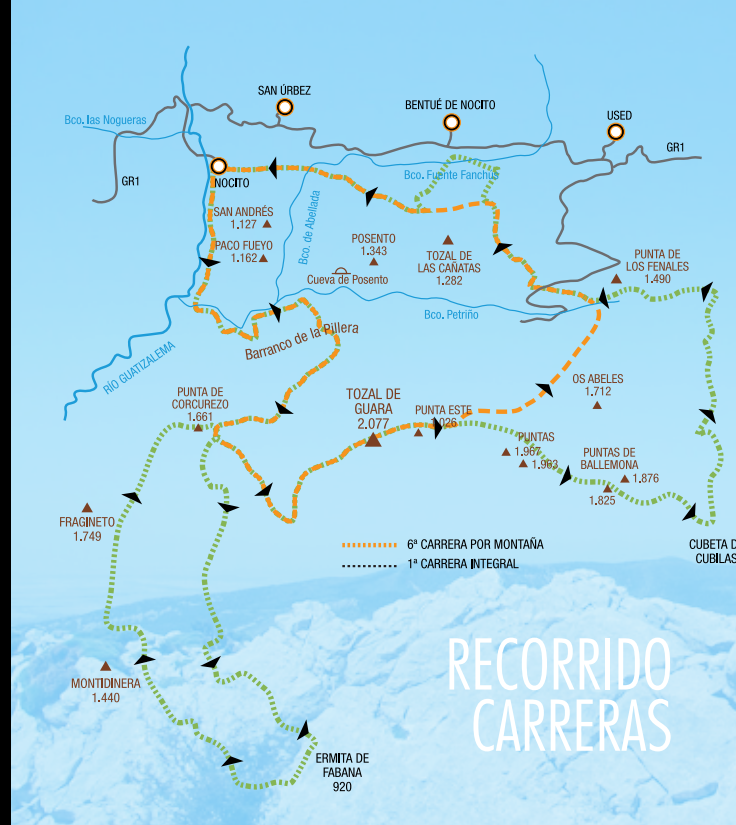 SAN ÚRBEZ
BENTUÉ DE NOCITO
USED
Bco. las Nogueras
GR1
GR1
NOCITO
Bco. Fuente Fanchus
SAN ANDRÉS
1.127
PACO FUEYO
1.162
Bco. de Abellada
POSENTO
1.343
Cueva de Posento
TOZAL DE
LAS CAÑATAS
1.282
PUNTA DE
LOS FENALES
1.490
Bco. Petriño
RÍO GUATIZALEMA
Barranco de la Pillera
PUNTA DE
CORCUREZO
1.661
TOZAL DE
GUARA
2.077
PUNTA ESTE
026
OS ABELES
1.712
PUNTAS
1.967
1.963
PUNTAS DE
BALLEMONA
1.876
1.825
FRAGINETO
1.749
6ª CARRERA POR MONTAÑA
1ª CARRERA INTEGRAL
CUBETA D
CUBILAS
RECORRIDO
CARRERAS
MONTIDINERA
1.440
ERMITA DE
FABANA
920